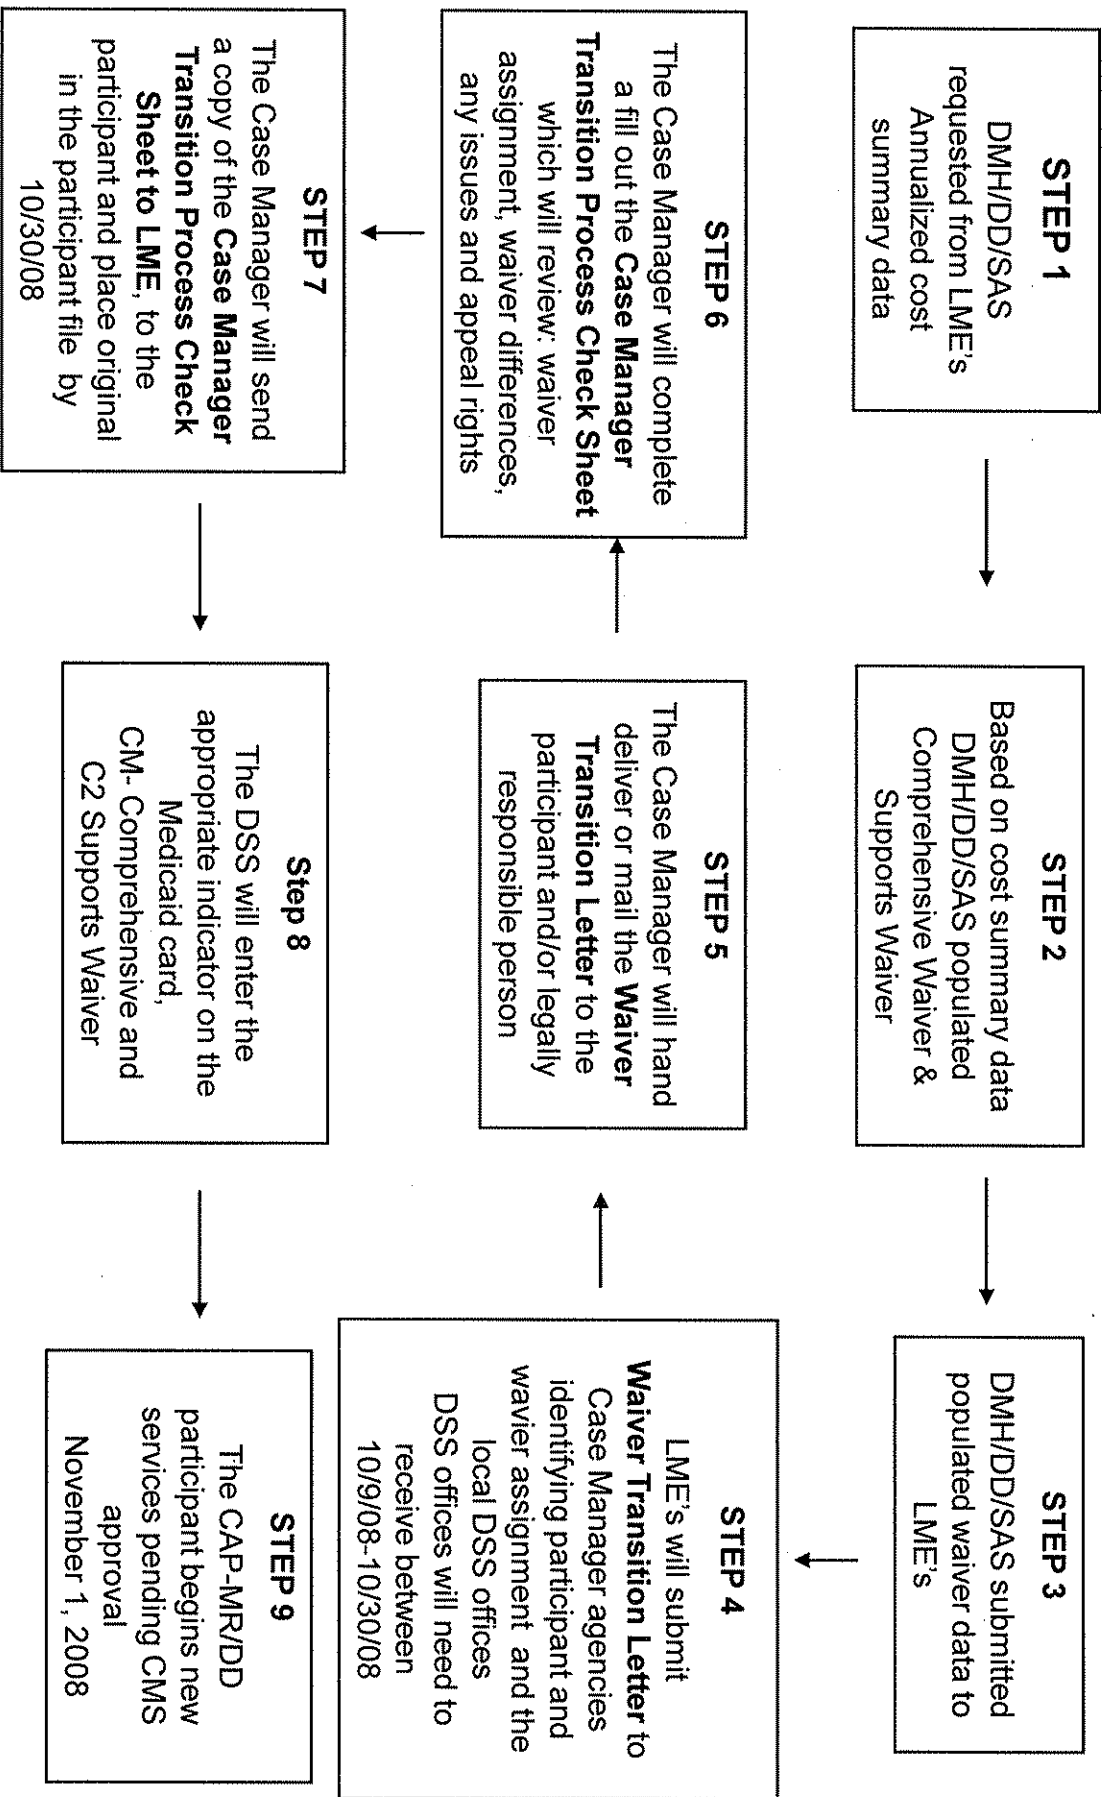 STEP 1
DMH/DD/SAS
requested from LME's
Annualized cost
summary data
STEP 2
Based on cost summary data
DMH/DD/SAS populated
Comprehensive Waiver &
Supports Waiver
STEP 3
DMH/DD/SAS submitted
populated waiver data to
LME's
STEP 4
LME's will submit
Waiver Transition Letter to
Case Manager agencies
identifying participant and
wavier assignment and the
local DSS offices
DSS offices will need to
receive between
10/9/08-10/30/08
STEP 5
The Case Manager will hand
deliver or mail the Waiver
Transition Letter to the
participant and/or legally
responsible person
STEP 6
The Case Manager will complete
a fill out the Case Manager
Transition Process Check Sheet
which will review: waiver
assignment, waiver differences,
any issues and appeal rights
STEP 7
The Case Manager will send
a copy of the Case Manager
Transition Process Check
Sheet to LME, to the
participant and place original
in the participant file by
10/30/08
Step 8
The DSS will enter the
appropriate indicator on the
Medicaid card,
CM- Comprehensive and
C2 Supports Waiver
STEP 9
The CAP-MR/DD
participant begins new
services pending CMS
approval
November 1, 2008